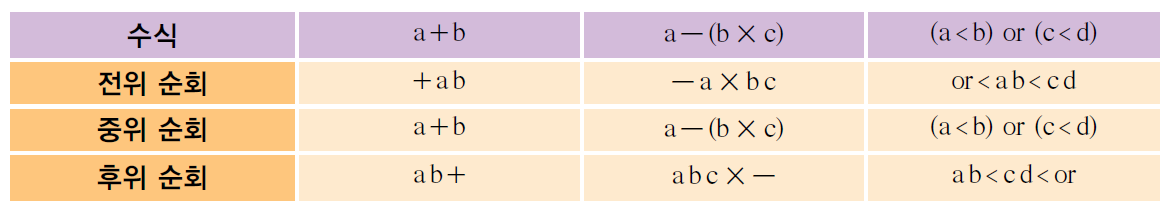 수식 a+b a-(b×c) (a<b) or (c<d)
전위 순회 +ab -a×bc or<ab<cd
중위 순회 a+b a-(b×c) (a<b) or (c<d)
후위 순회 ab+ abc×- ab<cd<or